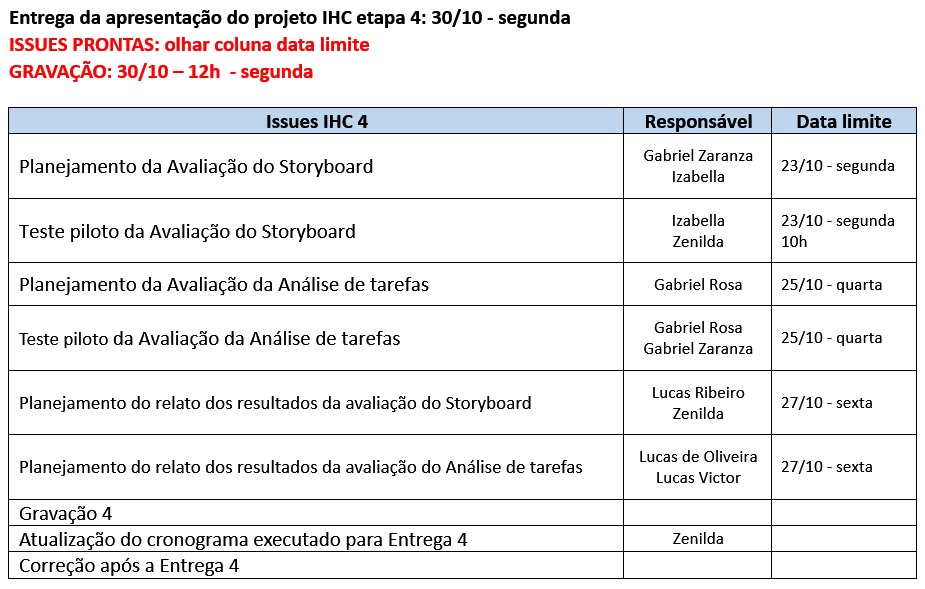 Entrega da apresentação do projeto IHC etapa 4: 30/10 - segunda
ISSUES PRONTAS: olhar coluna data limite
GRAVAÇÃO: 30/10 – 12h - segunda
Issues IHC 4 Responsável Data limite
Planejamento da Avaliação do Storyboard
Gabriel Zaranza
Izabella
23/10 - segunda
Teste piloto da Avaliação do Storyboard
Izabella
Zenilda
23/10 - segunda
10h
Planejamento da Avaliação da Análise de tarefas
Gabriel Rosa
25/10 - quarta
Teste piloto da Avaliação da Análise de tarefas
Gabriel Rosa
Gabriel Zaranza
25/10 - quarta
Planejamento do relato dos resultados da avaliação do Storyboard
Lucas Ribeiro
Zenilda
27/10 - sexta
Planejamento do relato dos resultados da avaliação do Análise de tarefas
Lucas de Oliveira
Lucas Victor
27/10 - sexta
Gravação 4
Atualização do cronograma executado para Entrega 4 Zenilda
Correção após a Entrega 4